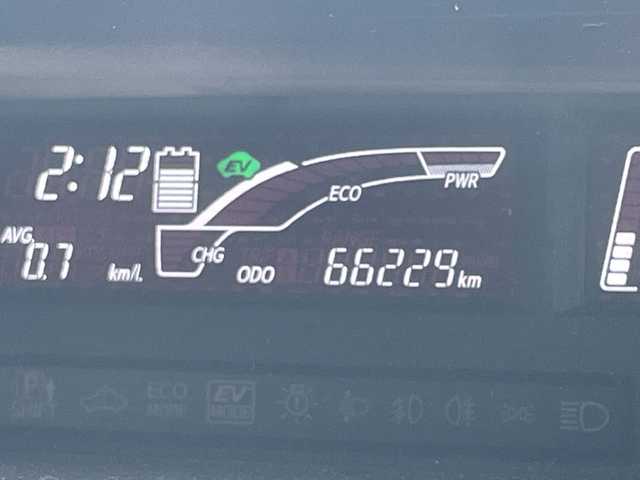 2:12
EV
PWR
ECO
AVG
0.7 km/L
CHG
ODO 66229 km
P
SHIFT
ECO
MODE
EV
MODE